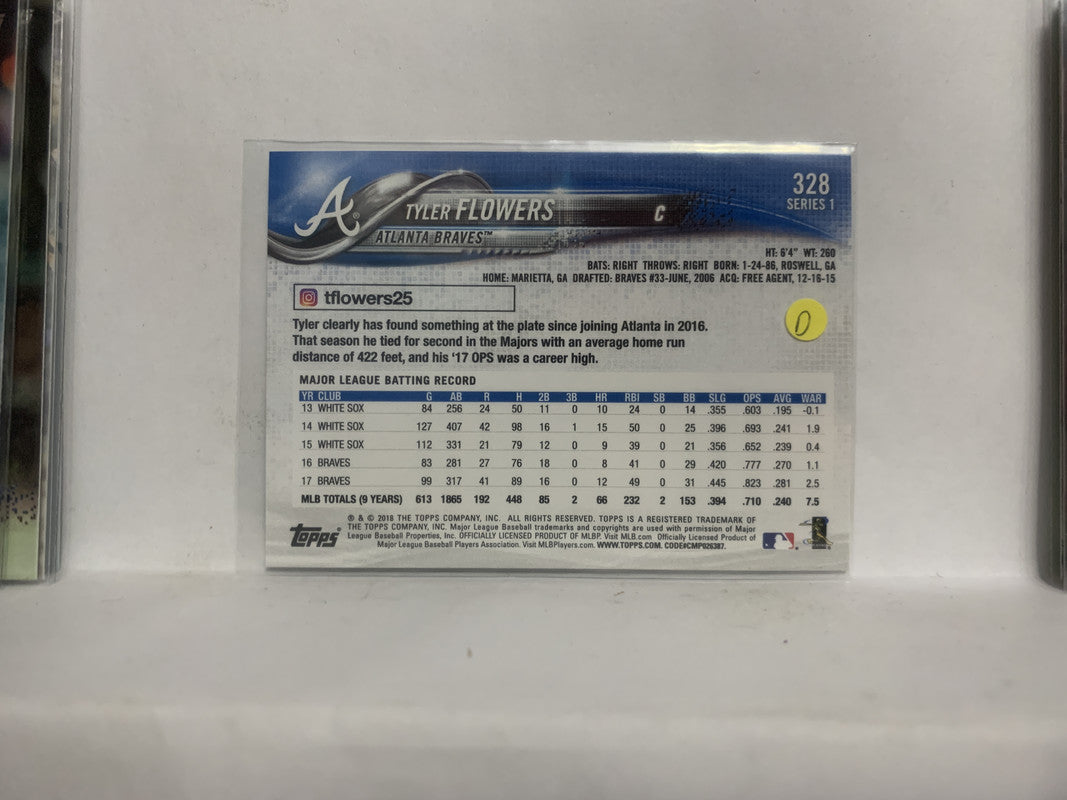 A
TYLER FLOWERS C
ATLANTA BRAVES™
328
SERIES 1
HT: 6'4" WT: 260
BATS: RIGHT THROWS: RIGHT BORN: 1-24-86, ROSWELL, GA
HOME: MARIETTA, GA DRAFTED: BRAVES #33-JUNE, 2006 ACQ: FREE AGENT, 12-16-15
tflowers25
D
Tyler clearly has found something at the plate since joining Atlanta in 2016.
That season he tied for second in the Majors with an average home run
distance of 422 feet, and his '17 OPS was a career high.
MAJOR LEAGUE BATTING RECORD
YR CLUB G AB R H 2B 3B HR RBI SB BB SLG OPS AVG WAR
13 WHITE SOX 84 256 24 50 11 0 10 24 0 14 .355 .603 .195 -0.1
14 WHITE SOX 127 407 42 98 16 1 15 50 0 25 .396 .693 .241 1.9
15 WHITE SOX 112 331 21 79 12 0 9 39 0 21 .356 .652 .239 0.4
16 BRAVES 83 281 27 76 18 0 8 41 0 29 .420 .777 .270 1.1
17 BRAVES 99 317 41 89 16 0 12 49 0 31 .445 .823 .281 2.5
MLB TOTALS (9 YEARS) 613 1865 192 448 85 2 66 232 2 153 .394 .710 .240 7.5
Topps
® & © 2018 THE TOPPS COMPANY, INC. ALL RIGHTS RESERVED. TOPPS IS A REGISTERED TRADEMARK OF
THE TOPPS COMPANY, INC. Major League Baseball trademarks and copyrights are used with permission of Major
League Baseball Properties, Inc. OFFICIALLY LICENSED PRODUCT OF MLBP. Visit MLB.com Officially Licensed Product of
Major League Baseball Players Association. Visit MLBPlayers.com. WWW.TOPPS.COM. CODE#CMP026387.